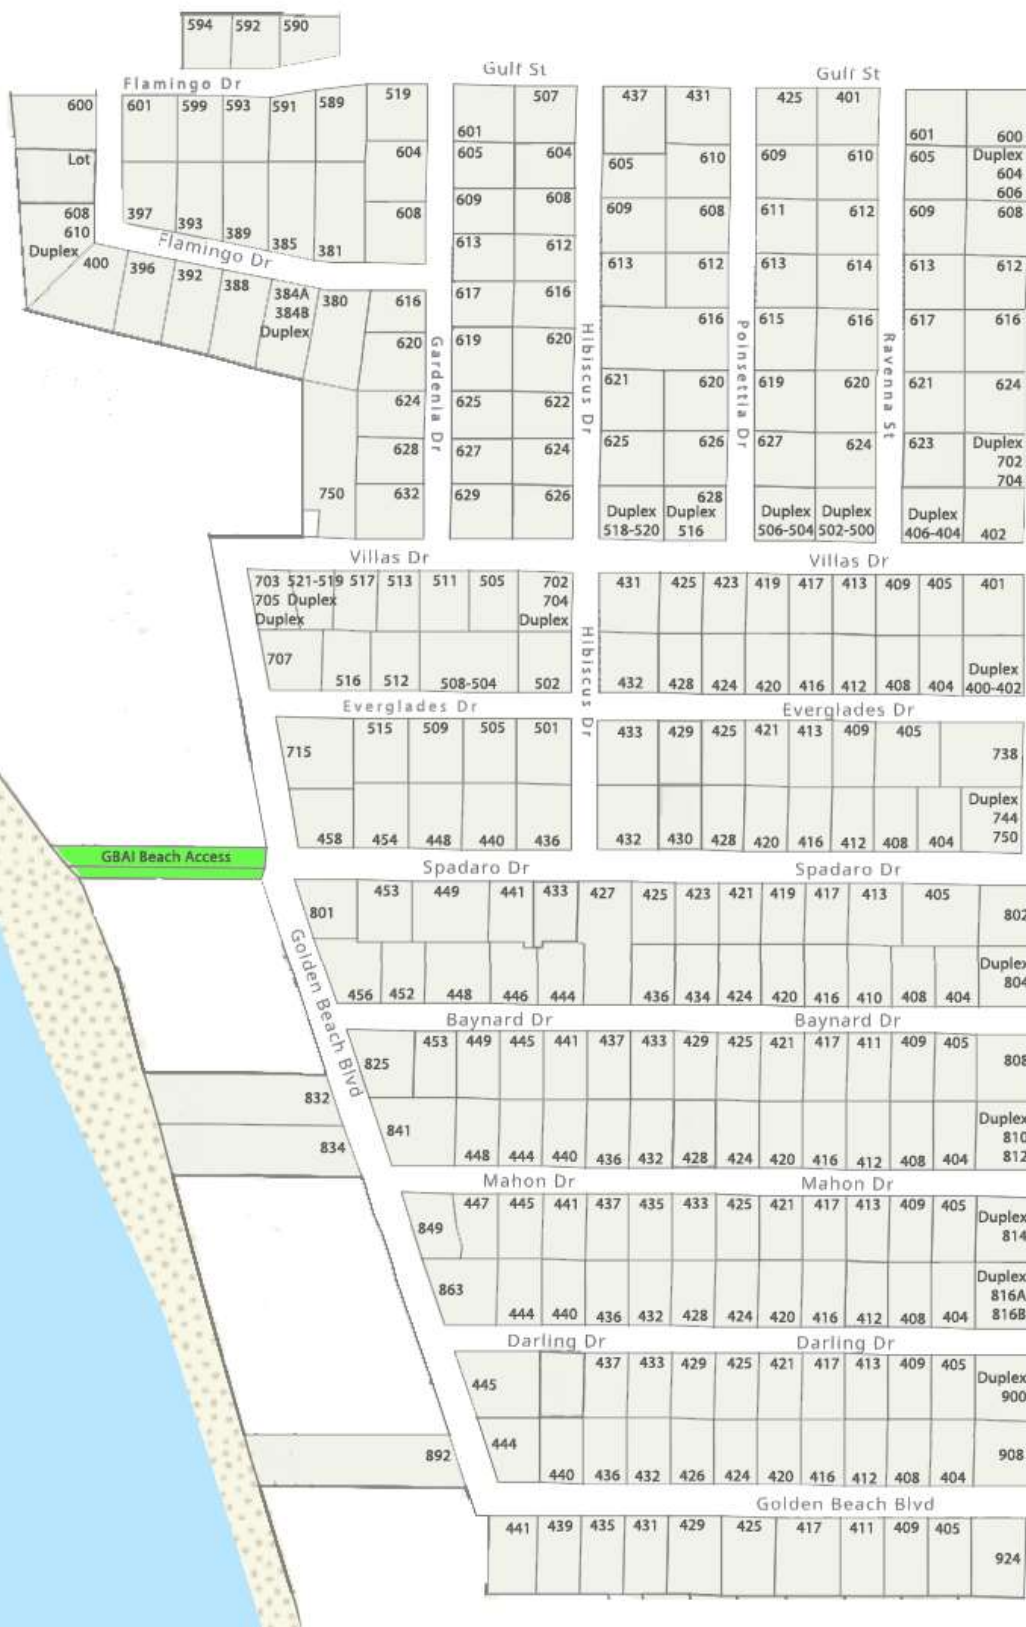 594 592 590
Flamingo Dr
Gulf St
Gulf St
600 601 599 593 591 589 519 507 437 431 425 401
601 601 600
Lot 604 605 604 605 610 609 610 605 Duplex
604
606
608 397 393 389 385 381 608 609 608 609 608 611 612 609 608
610
Duplex
Flamingo Dr
613 612 613 612 613 614 613 612
400 396 392 388 384A 380 616 617 616 616 615 616 617 616
384B
Duplex
620 619 620
Gardenia Dr
Hibiscus Dr
Poinsettia Dr
Ravenna St
621 620 619 620 621 624
624 625 622
628 627 624 625 626 627 624 623 Duplex
702
704
750 632 629 626 628
Duplex Duplex Duplex Duplex Duplex
518-520 516 506-504 502-500 406-404 402
Villas Dr
Villas Dr
703 521-519 517 513 511 505 702 431 425 423 419 417 413 409 405 401
705 Duplex 704
Duplex Duplex
Hibiscus Dr
707 Duplex
516 512 508-504 502 432 428 424 420 416 412 408 404 400-402
Everglades Dr
Everglades Dr
515 509 505 501 433 429 425 421 413 409 405
715 738
Duplex
744
458 454 448 440 436 432 430 428 420 416 412 408 404 750
GBAI Beach Access
Spadaro Dr
Spadaro Dr
453 449 441 433 427 425 423 421 419 417 413 405
801 802
Golden Beach Blvd
Duplex
804
456 452 448 446 444 436 434 424 420 416 410 408 404
Baynard Dr
Baynard Dr
453 449 445 441 437 433 429 425 421 417 411 409 405
825 808
832
Duplex
841 810
834 448 444 440 436 432 428 424 420 416 412 408 404 812
Mahon Dr
Mahon Dr
447 445 441 437 435 433 425 421 417 413 409 405
849 Duplex
814
863 Duplex
816A
444 440 436 432 428 424 420 416 412 408 404 816B
Darling Dr
Darling Dr
437 433 429 425 421 417 413 409 405
445 Duplex
900
892 444 908
440 436 432 426 424 420 416 412 408 404
Golden Beach Blvd
441 439 435 431 429 425 417 411 409 405
924